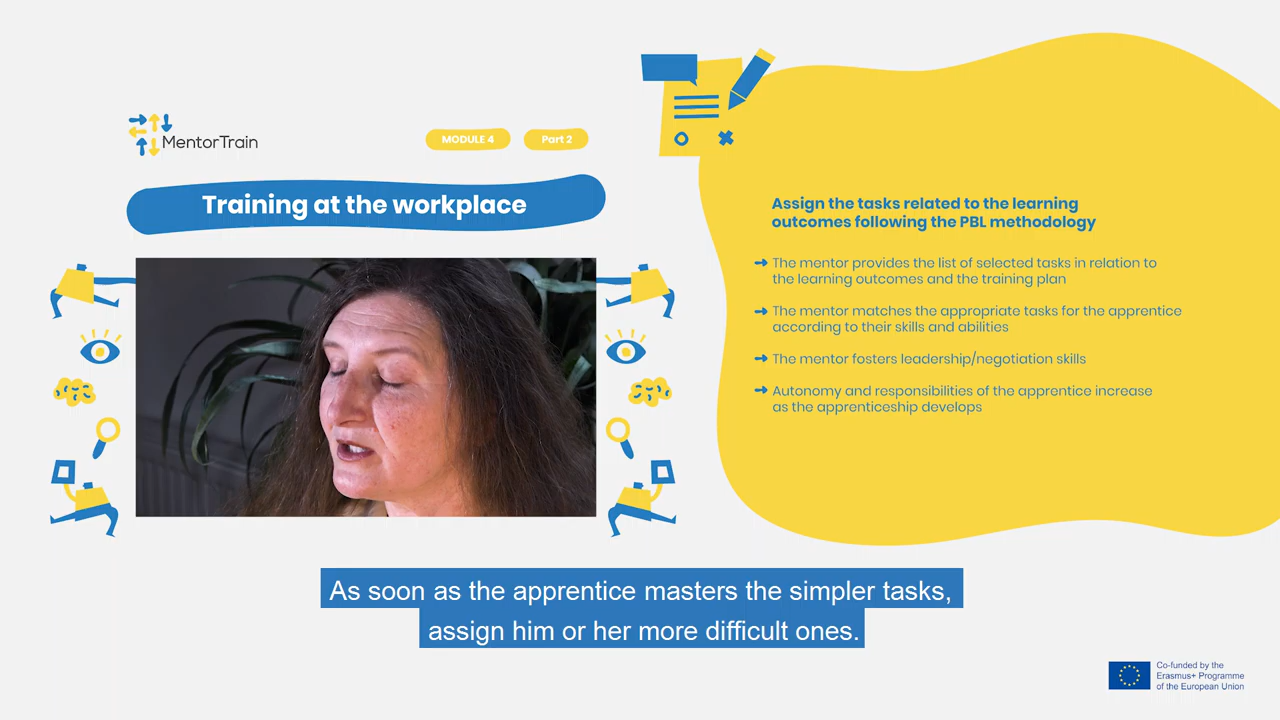 MentorTrain
MODULE 4
Part 2
Training at the workplace
Assign the tasks related to the learning
outcomes following the PBL methodology
The mentor provides the list of selected tasks in relation to
the learning outcomes and the training plan
The mentor matches the appropriate tasks for the apprentice
according to their skills and abilities
The mentor fosters leadership/negotiation skills
Autonomy and responsibilities of the apprentice increase
as the apprenticeship develops
As soon as the apprentice masters the simpler tasks,
assign him or her more difficult ones.
Co-funded by the
Erasmus+ Programme
of the European Union